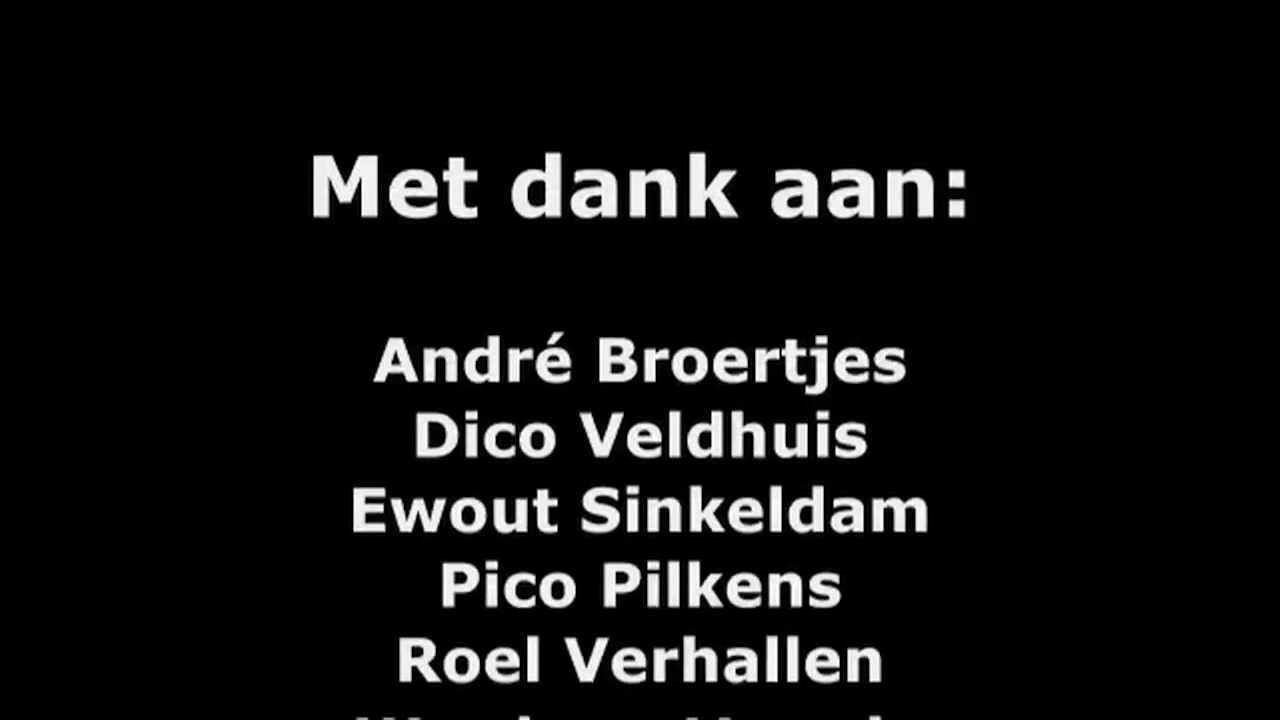 Met dank aan:
André Broertjes
Dico Veldhuis
Ewout Sinkeldam
Pico Pilkens
Roel Verhallen